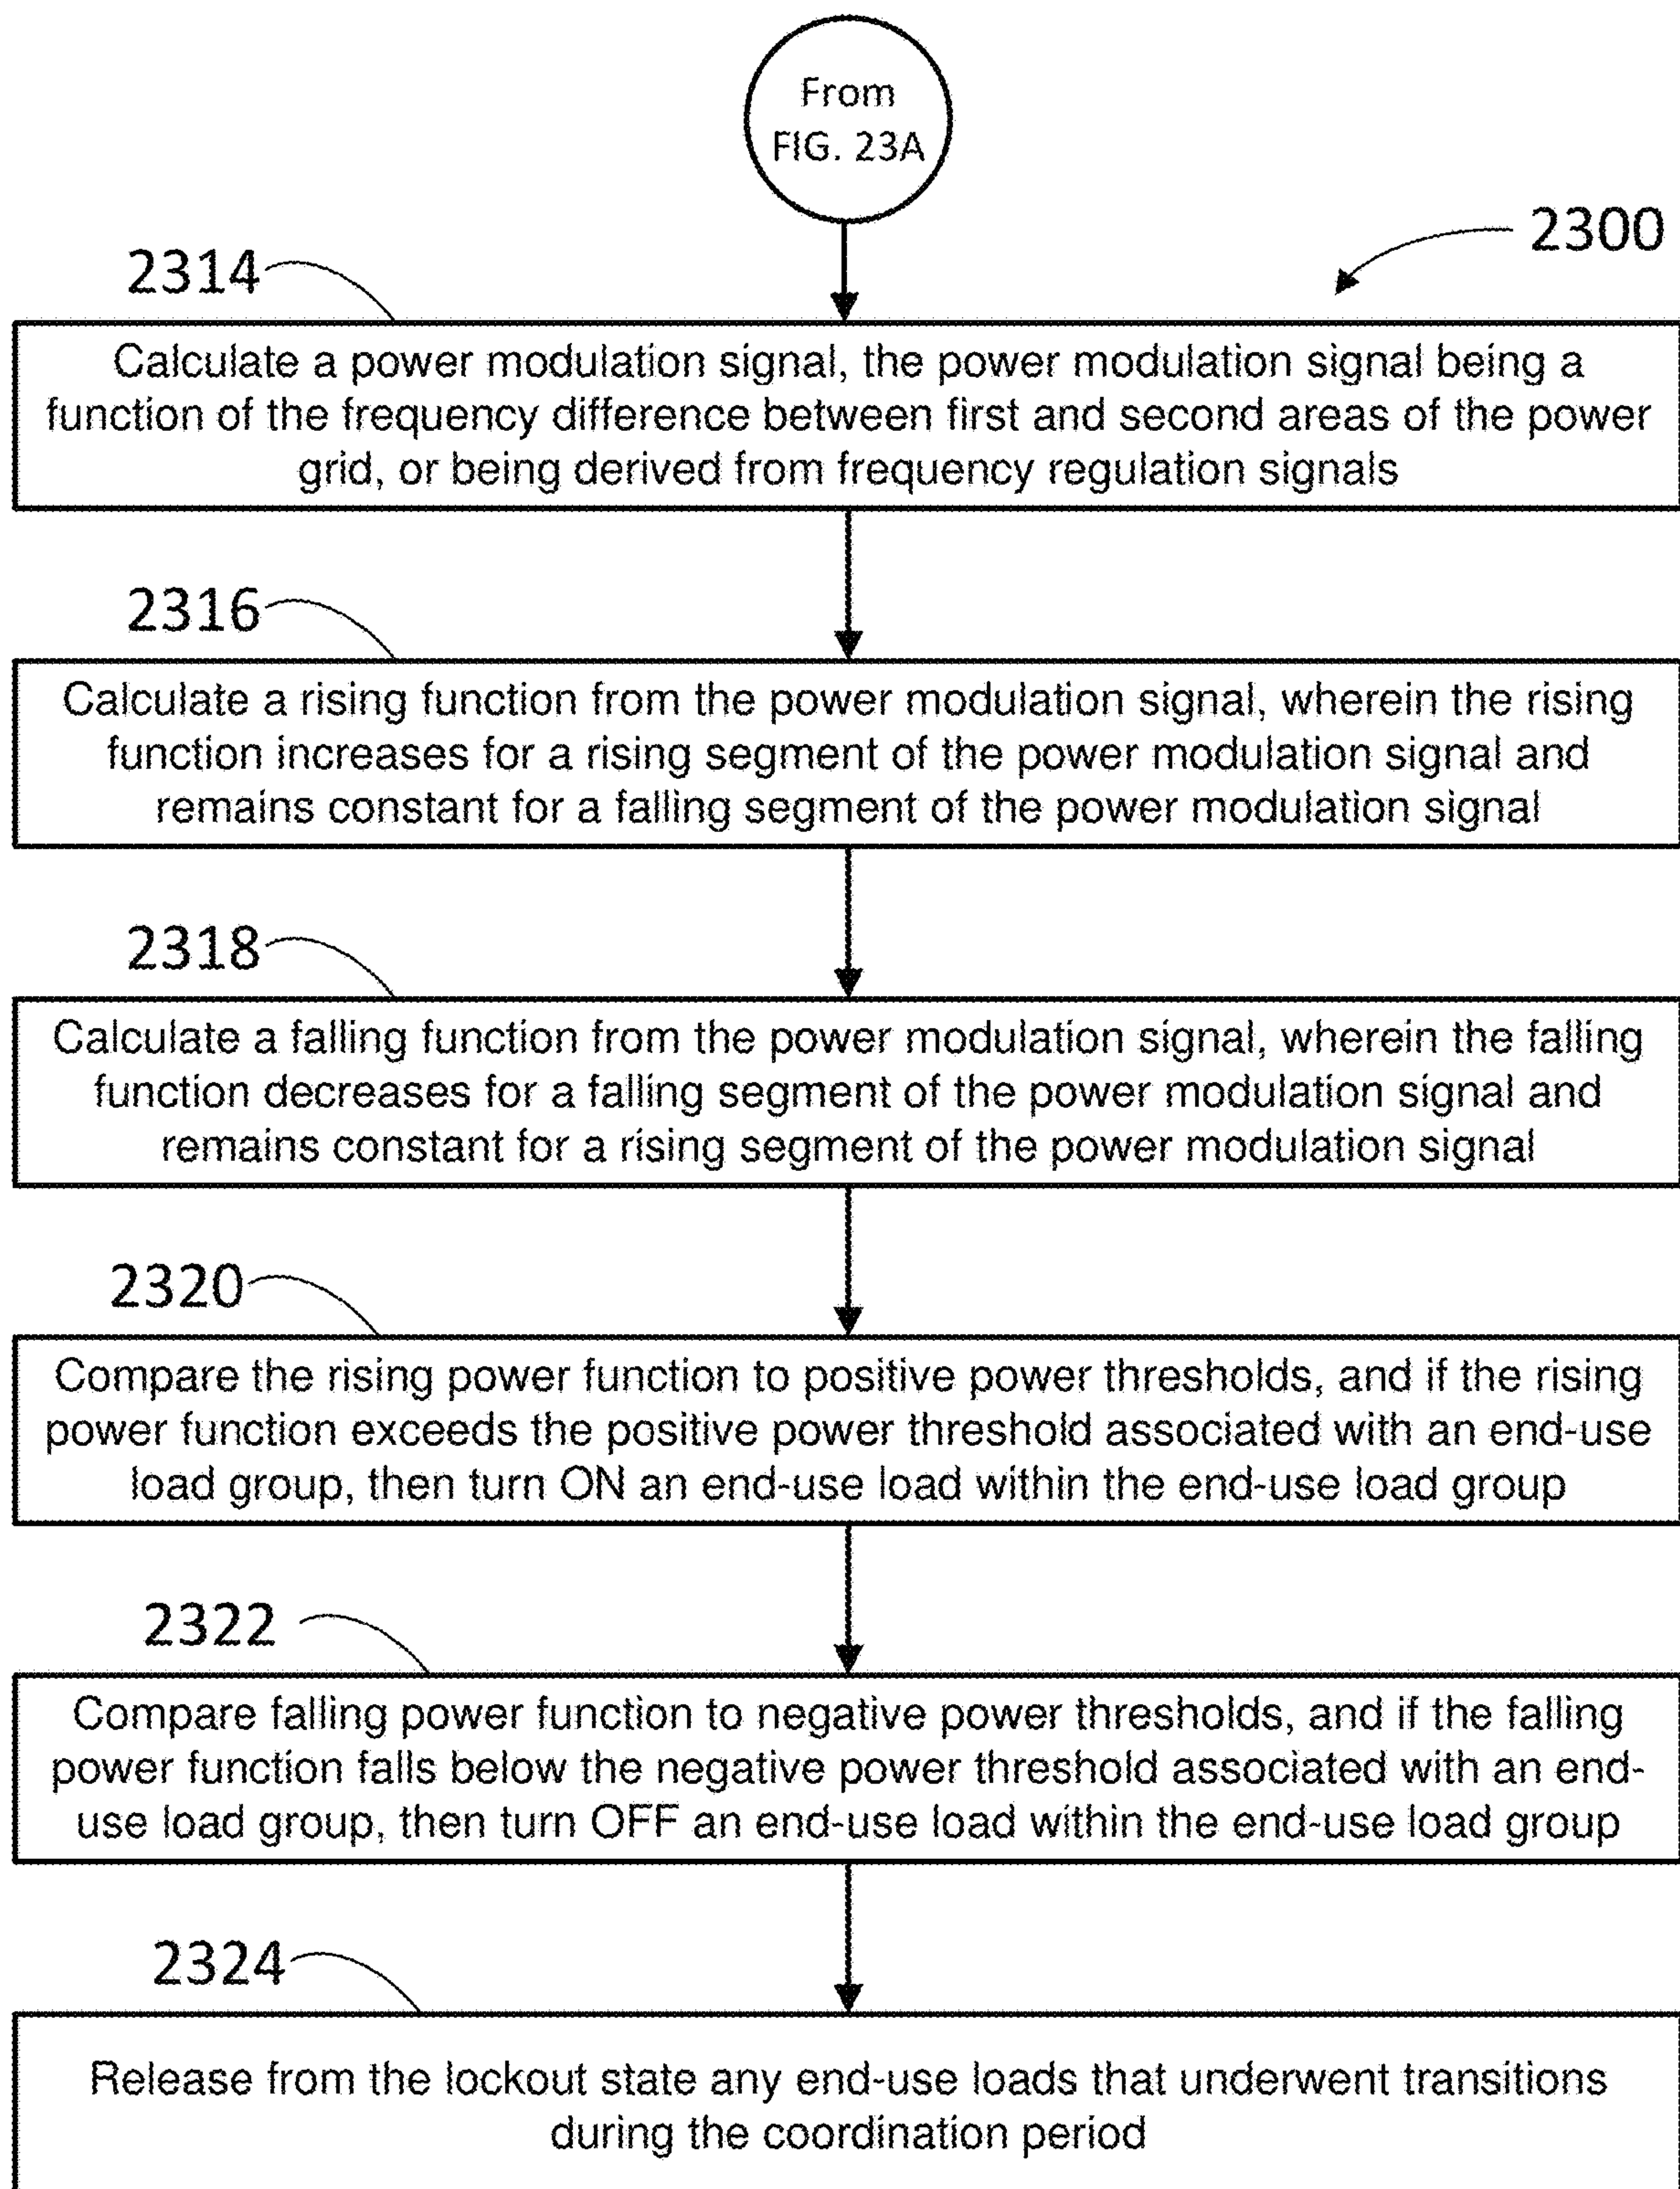 From
FIG. 23A
2300
2314
Calculate a power modulation signal, the power modulation signal being a
function of the frequency difference between first and second areas of the power
grid, or being derived from frequency regulation signals
2316
Calculate a rising function from the power modulation signal, wherein the rising
function increases for a rising segment of the power modulation signal and
remains constant for a falling segment of the power modulation signal
2318
Calculate a falling function from the power modulation signal, wherein the falling
function decreases for a falling segment of the power modulation signal and
remains constant for a rising segment of the power modulation signal
2320
Compare the rising power function to positive power thresholds, and if the rising
power function exceeds the positive power threshold associated with an end-use
load group, then turn ON an end-use load within the end-use load group
2322
Compare falling power function to negative power thresholds, and if the falling
power function falls below the negative power threshold associated with an end-
use load group, then turn OFF an end-use load within the end-use load group
2324
Release from the lockout state any end-use loads that underwent transitions
during the coordination period